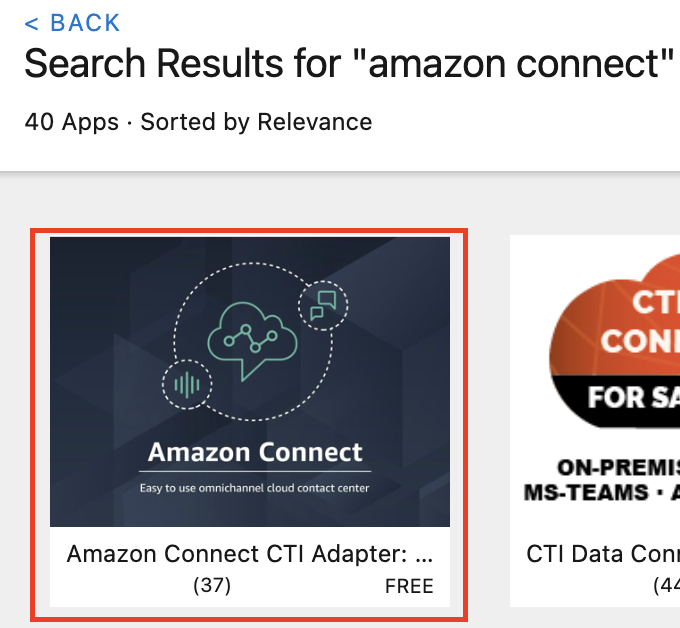 < BACK
Search Results for "amazon connect"
40 Apps · Sorted by Relevance
Amazon Connect
Easy to use omnichannel cloud contact center
Amazon Connect CTI Adapter: ...
(37) FREE
CTI
CON
FOR SA
ON-PREMIS
MS-TEAMS · A
CTI Data Conn
(44